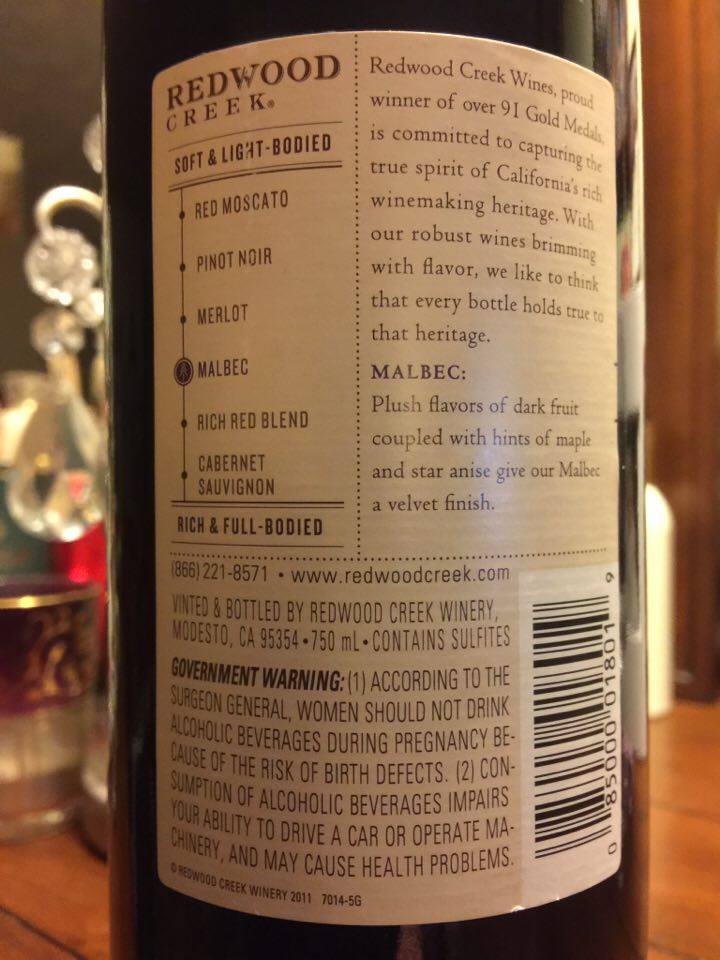 REDWOOD
CREEK®
SOFT & LIGHT-BODIED
RED MOSCATO
PINOT NOIR
MERLOT
MALBEC
RICH RED BLEND
CABERNET
SAUVIGNON
RICH & FULL-BODIED
Redwood Creek Wines, proud
winner of over 91 Gold Medals,
is committed to capturing the
true spirit of California's rich
winemaking heritage. With
our robust wines brimming
with flavor, we like to think
that every bottle holds true to
that heritage.
MALBEC:
Plush flavors of dark fruit
coupled with hints of maple
and star anise give our Malbec
a velvet finish.
(866) 221-8571 • www.redwoodcreek.com
VINTED & BOTTLED BY REDWOOD CREEK WINERY,
MODESTO, CA 95354 • 750 mL • CONTAINS SULFITES
GOVERNMENT WARNING: (1) ACCORDING TO THE
SURGEON GENERAL, WOMEN SHOULD NOT DRINK
ALCOHOLIC BEVERAGES DURING PREGNANCY BE-
CAUSE OF THE RISK OF BIRTH DEFECTS. (2) CON-
SUMPTION OF ALCOHOLIC BEVERAGES IMPAIRS
YOUR ABILITY TO DRIVE A CAR OR OPERATE MA-
CHINERY, AND MAY CAUSE HEALTH PROBLEMS.
© REDWOOD CREEK WINERY 2011 7014-5G
0 85000 01801 9